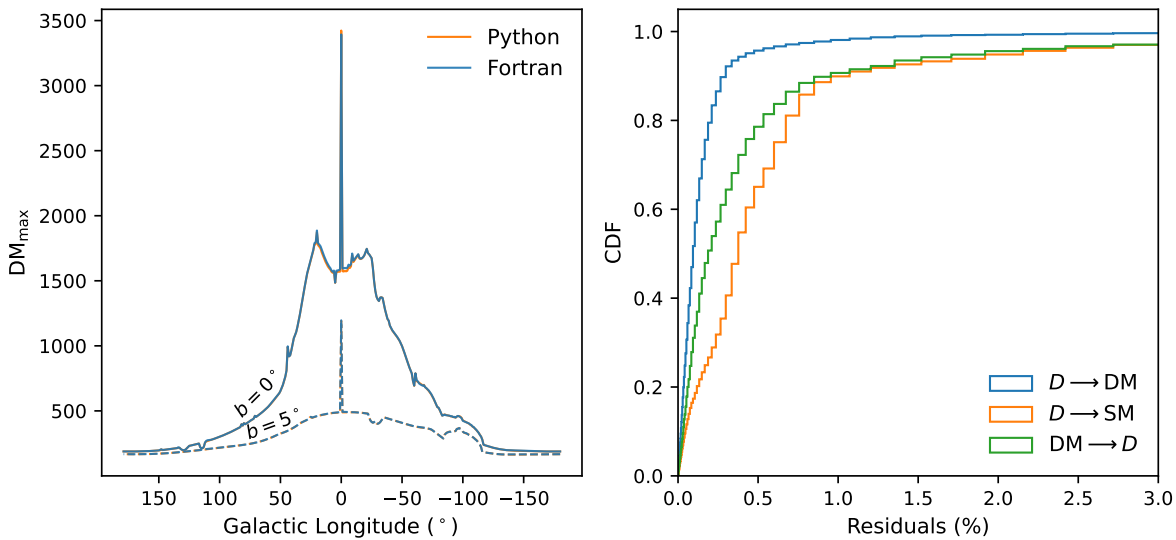 3500
3000
2500
2000
1500
1000
500
DM_max
Python
Fortran
b = 0°
b = 5°
150 100 50 0 −50 −100 −150
Galactic Longitude (°)
1.0
0.8
0.6
0.4
0.2
0.0
CDF
D ⟶ DM
D ⟶ SM
DM ⟶ D
0.0 0.5 1.0 1.5 2.0 2.5 3.0
Residuals (%)